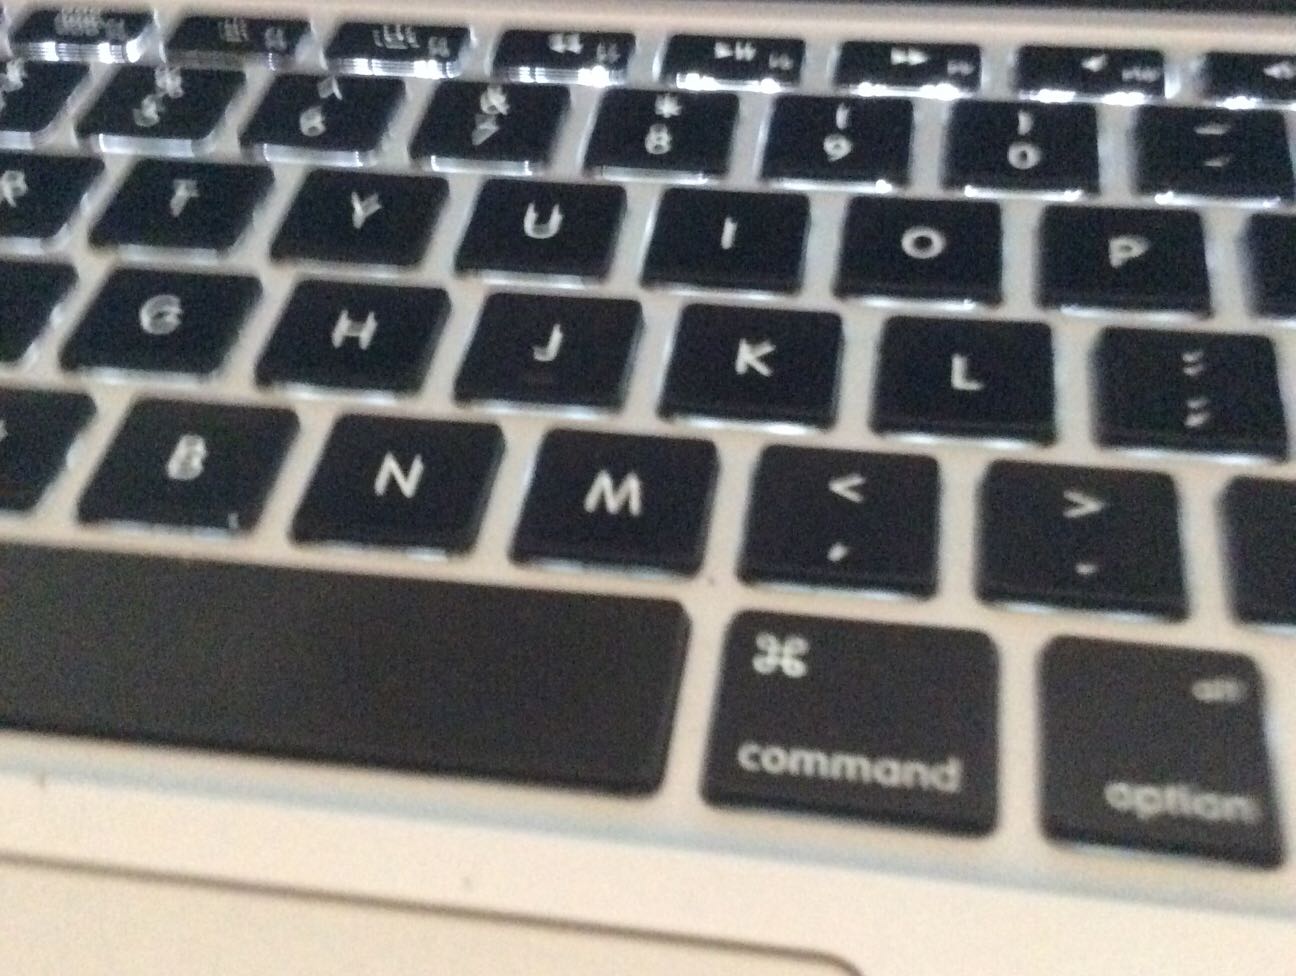 & * ( )
5 6 7 8 9 0
R T Y U I O P
G H J K L : ;
B N M < , > .
⌘
alt
command option